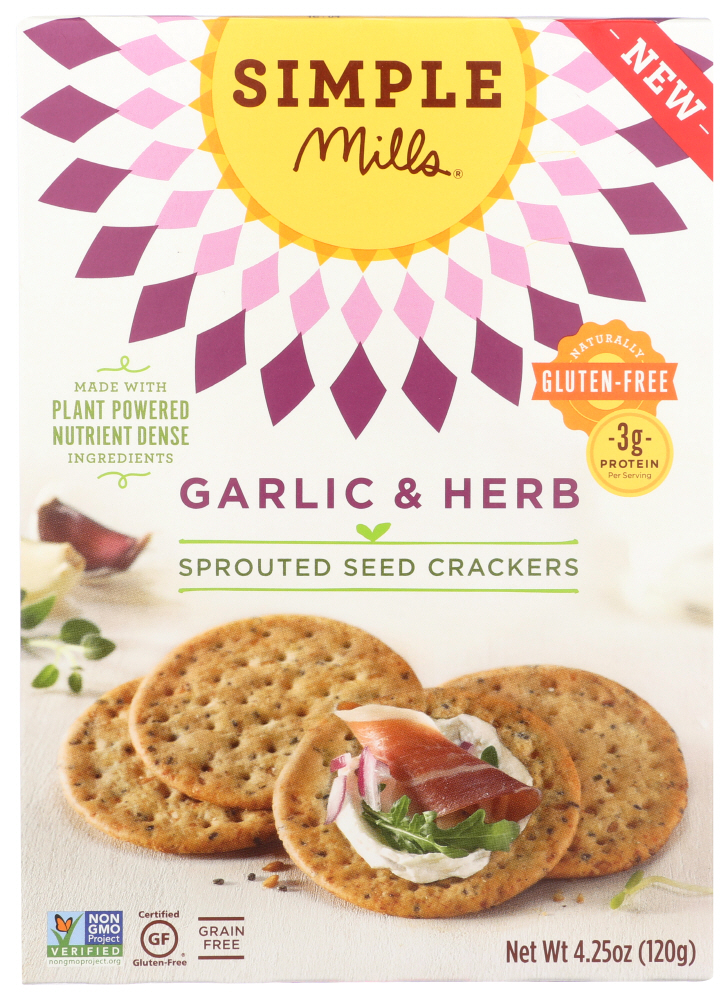 SIMPLE
Mills®
NEW
MADE WITH
PLANT POWERED
NUTRIENT DENSE
INGREDIENTS
NATURALLY
GLUTEN-FREE
-3g-
PROTEIN
Per Serving
GARLIC & HERB
SPROUTED SEED CRACKERS
NON
GMO
Project
VERIFIED
nongmoproject.org
Certified
GF®
Gluten-Free
GRAIN
FREE
Net Wt 4.25oz (120g)